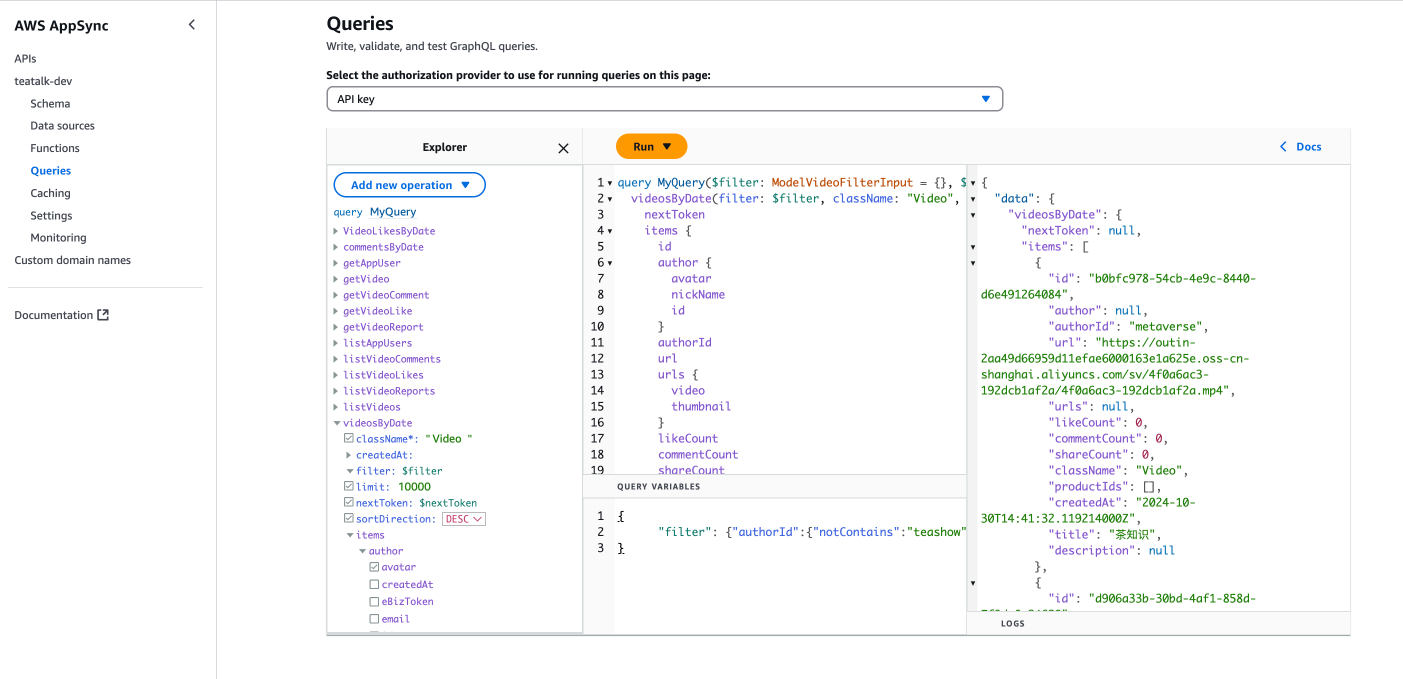 AWS AppSync
APIs
teatalk-dev
Schema
Data sources
Functions
Queries
Caching
Settings
Monitoring
Custom domain names
Documentation
Queries
Write, validate, and test GraphQL queries.
Select the authorization provider to use for running queries on this page:
API key
Explorer
Add new operation
query MyQuery
VideoLikesByDate
commentsByDate
getAppUser
getVideo
getVideoComment
getVideoLike
getVideoReport
listAppUsers
listVideoComments
listVideoLikes
listVideoReports
listVideos
videosByDate
className*: "Video "
createdAt:
filter: $filter
limit: 10000
nextToken: $nextToken
sortDirection: DESC
items
author
avatar
createdAt
eBizToken
email
Run
Docs
1 query MyQuery($filter: ModelVideoFilterInput = {}, $
2 videosByDate(filter: $filter, className: "Video",
3 nextToken
4 items {
5 id
6 author {
7 avatar
8 nickName
9 id
10 }
11 authorId
12 url
13 urls {
14 video
15 thumbnail
16 }
17 likeCount
18 commentCount
19 shareCount
QUERY VARIABLES
1 {
2 "filter": {"authorId":{"notContains":"teashow"
3 }
{
"data": {
"videosByDate": {
"nextToken": null,
"items": [
{
"id": "b0bfc978-54cb-4e9c-8440-
d6e491264084",
"author": null,
"authorId": "metaverse",
"url": "https://outin-
2aa49d66959d11efae6000163e1a625e.oss-cn-
shanghai.aliyuncs.com/sv/4f0a6ac3-
192dcb1af2a/4f0a6ac3-192dcb1af2a.mp4",
"urls": null,
"likeCount": 0,
"commentCount": 0,
"shareCount": 0,
"className": "Video",
"productIds": [],
"createdAt": "2024-10-
30T14:41:32.119214000Z",
"title": "茶知识",
"description": null
},
{
"id": "d906a33b-30bd-4af1-858d-
LOGS